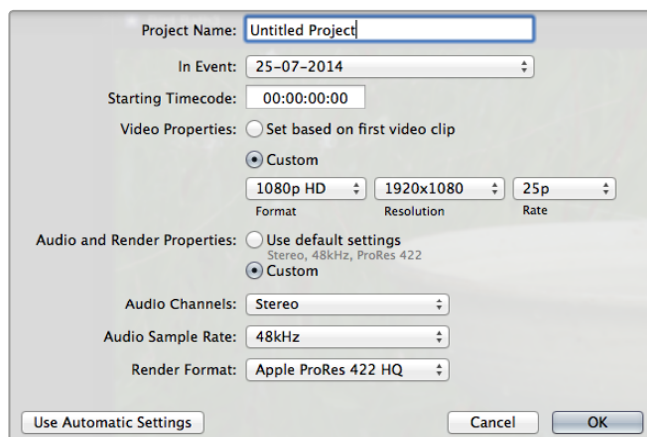 Project Name: Untitled Project
In Event: 25-07-2014
Starting Timecode: 00:00:00:00
Video Properties: Set based on first video clip
Custom
1080p HD 1920x1080 25p
Format Resolution Rate
Audio and Render Properties: Use default settings
Stereo, 48kHz, ProRes 422
Custom
Audio Channels: Stereo
Audio Sample Rate: 48kHz
Render Format: Apple ProRes 422 HQ
Use Automatic Settings Cancel OK